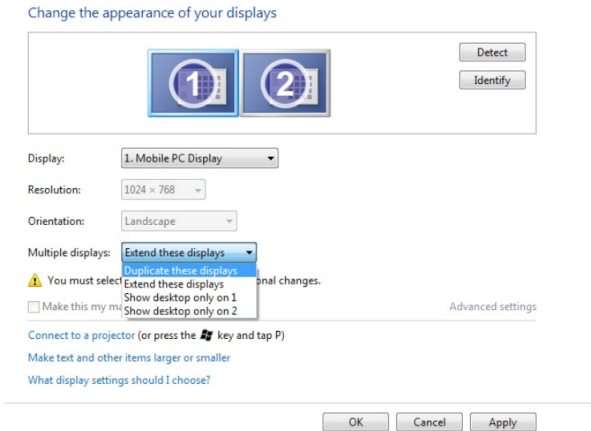 Change the appearance of your displays
1
2
Detect
Identify
Display:
1. Mobile PC Display
Resolution:
1024 × 768
Orientation:
Landscape
Multiple displays:
Extend these displays
Duplicate these displays
You must select
onal changes.
Extend these displays
Show desktop only on 1
Make this my ma
Advanced settings
Show desktop only on 2
Connect to a projector (or press the key and tap P)
Make text and other items larger or smaller
What display settings should I choose?
OK
Cancel
Apply